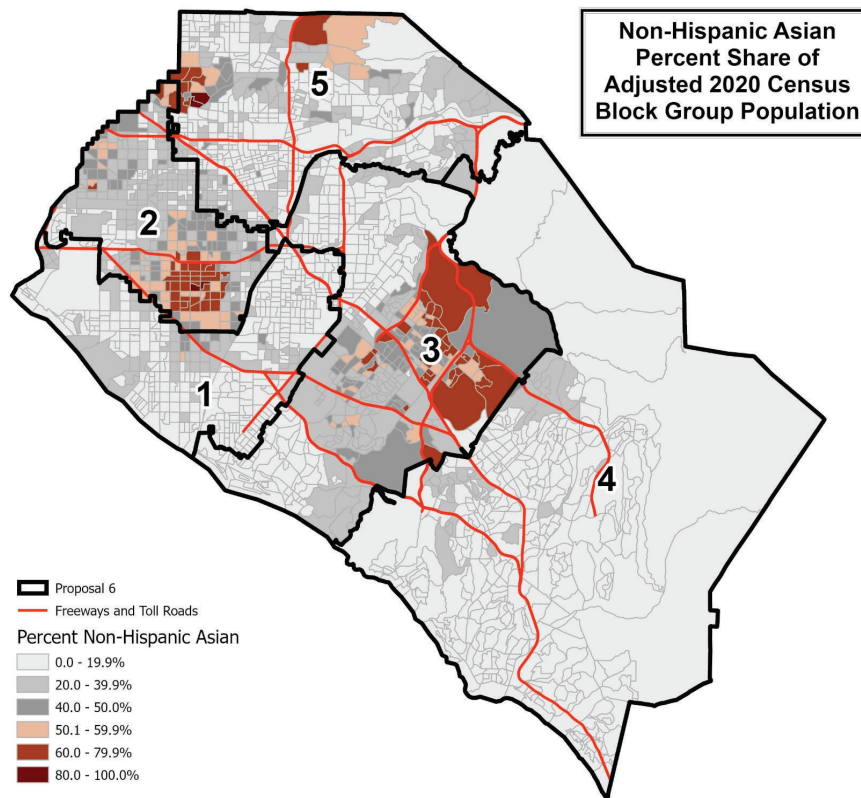 Non-Hispanic Asian
Percent Share of
Adjusted 2020 Census
Block Group Population
5
2
3
1
4
Proposal 6
Freeways and Toll Roads
Percent Non-Hispanic Asian
0.0 - 19.9%
20.0 - 39.9%
40.0 - 50.0%
50.1 - 59.9%
60.0 - 79.9%
80.0 - 100.0%